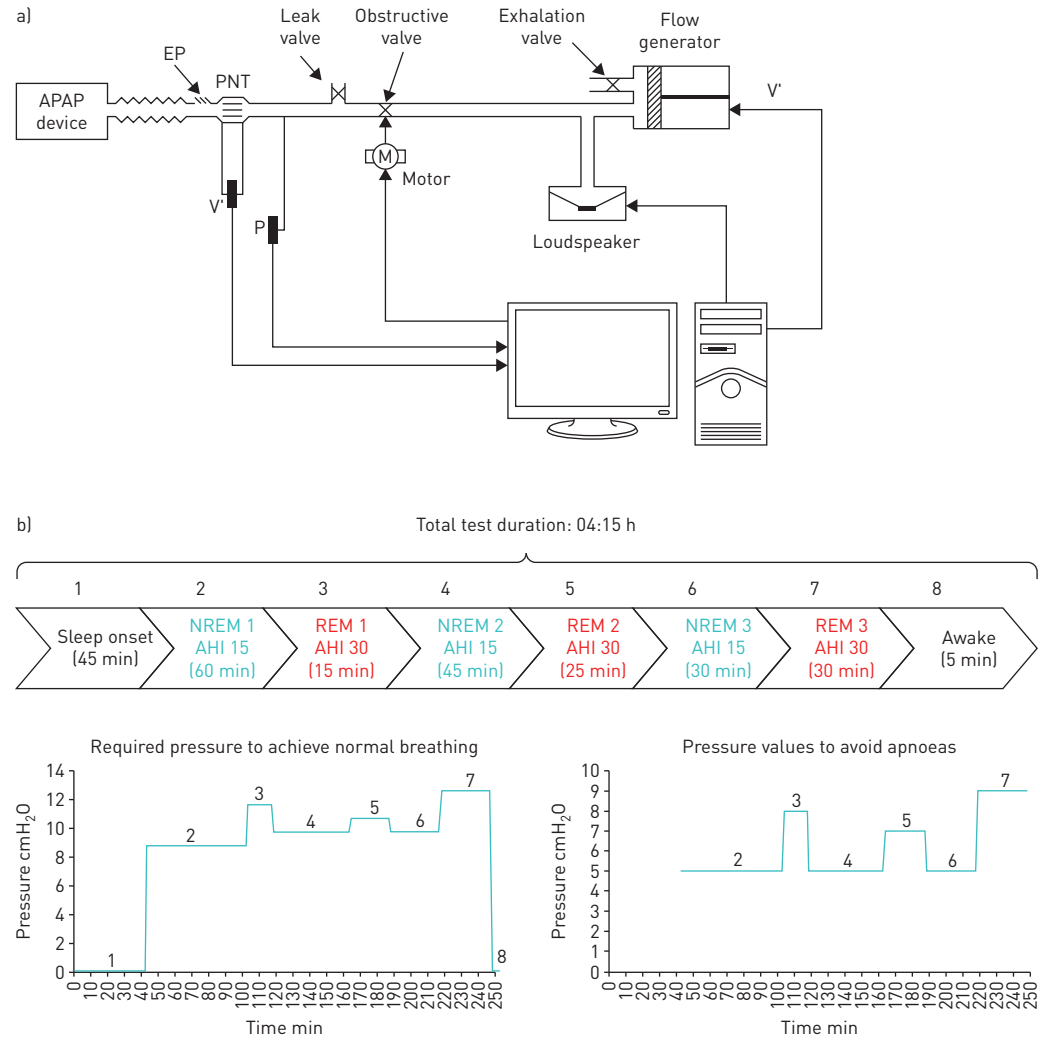 a)
Leak
valve
Obstructive
valve
Exhalation
valve
Flow
generator
EP
PNT
APAP
device
V'
M
Motor
V'
P
Loudspeaker
b)
Total test duration: 04:15 h
1 2 3 4 5 6 7 8
Sleep onset
(45 min)
NREM 1
AHI 15
(60 min)
REM 1
AHI 30
(15 min)
NREM 2
AHI 15
(45 min)
REM 2
AHI 30
(25 min)
NREM 3
AHI 15
(30 min)
REM 3
AHI 30
(30 min)
Awake
(5 min)
Required pressure to achieve normal breathing
Pressure cmH₂O
14
12
10
8
6
4
2
0
1
2
3
4
5
6
7
8
0 10 20 30 40 50 60 70 80 90 100 110 120 130 140 150 160 170 180 190 200 210 220 230 240 250
Time min
Pressure values to avoid apnoeas
Pressure cmH₂O
10
9
8
7
6
5
4
3
2
1
0
2
3
4
5
6
7
0 10 20 30 40 50 60 70 80 90 100 110 120 130 140 150 160 170 180 190 200 210 220 230 240 250
Time min